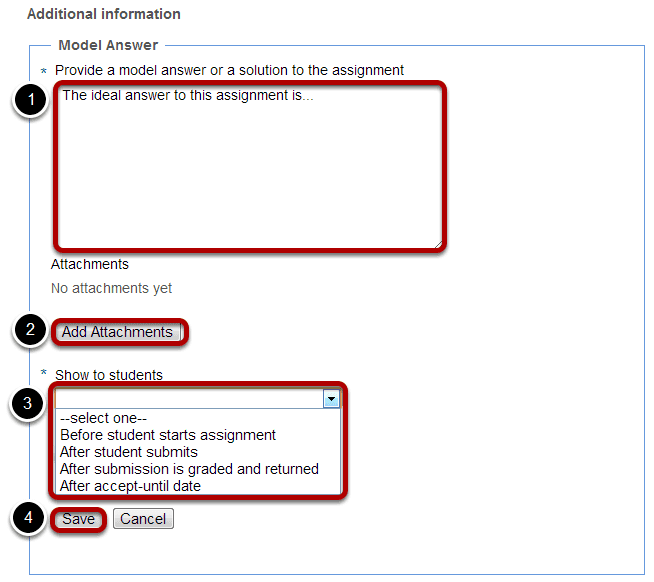 Additional information
Model Answer
* Provide a model answer or a solution to the assignment
1
The ideal answer to this assignment is...
Attachments
No attachments yet
2
Add Attachments
* Show to students
3
--select one--
Before student starts assignment
After student submits
After submission is graded and returned
After accept-until date
4
Save Cancel